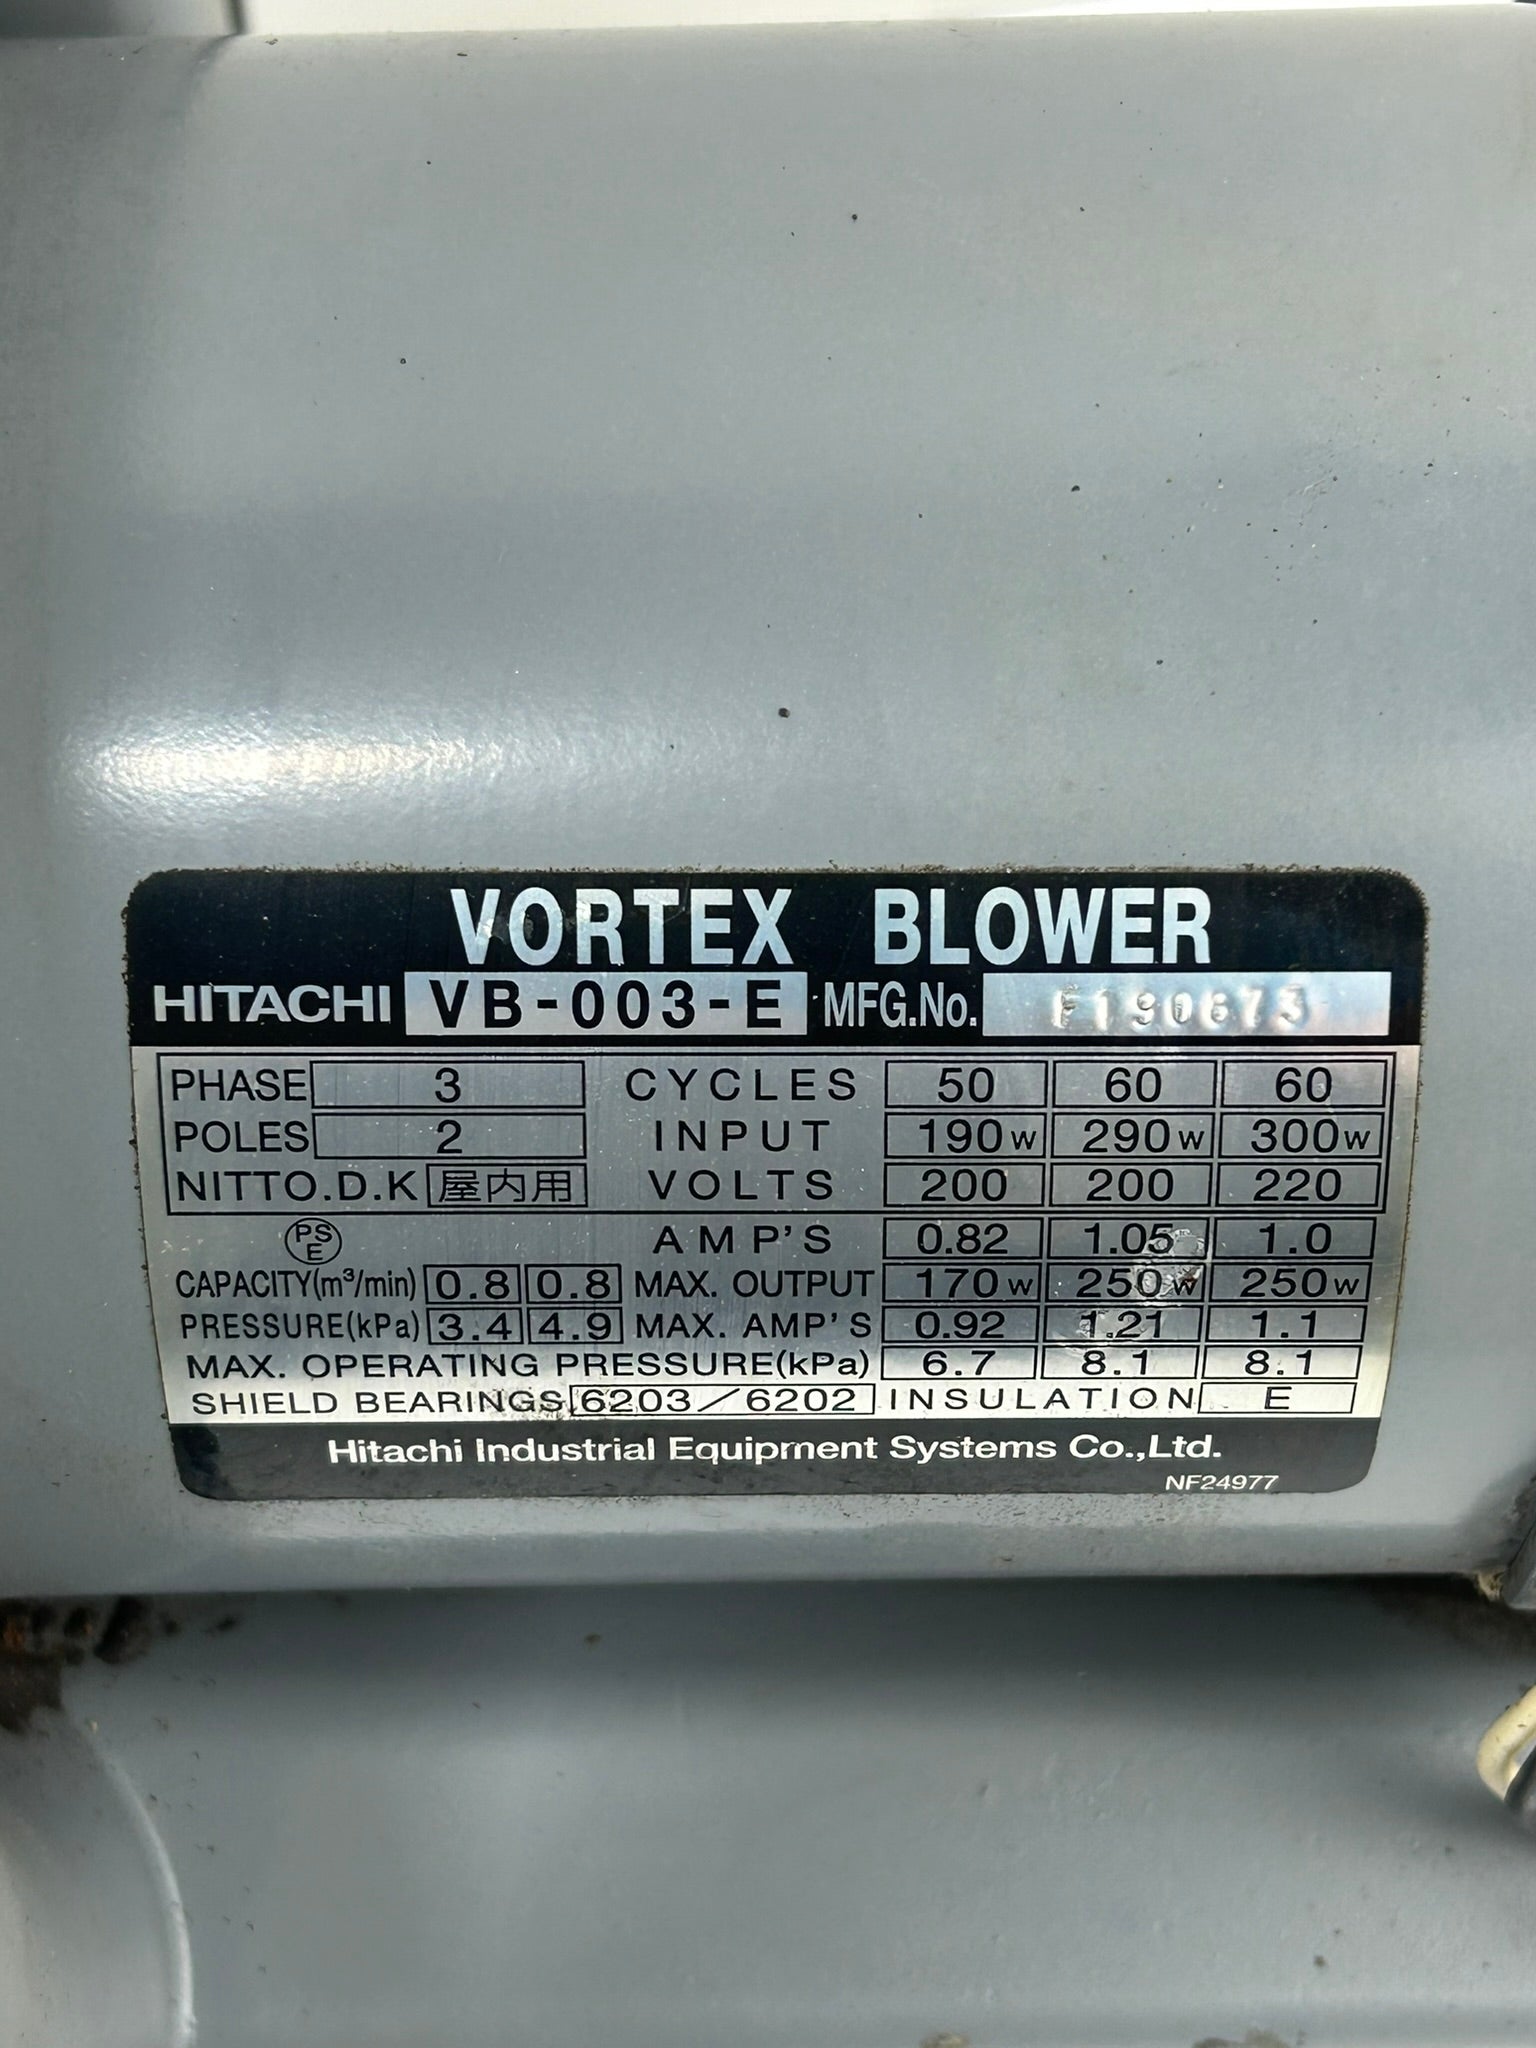 VORTEX BLOWER
HITACHI VB-003-E MFG.No. F190673
PHASE 3 CYCLES 50 60 60
POLES 2 INPUT 190W 290W 300W
NITTO.D.K 屋内用 VOLTS 200 200 220
PS E AMP'S 0.82 1.05 1.0
CAPACITY(m³/min) 0.8 0.8 MAX. OUTPUT 170W 250W 250W
PRESSURE(kPa) 3.4 4.9 MAX. AMP'S 0.92 1.21 1.1
MAX. OPERATING PRESSURE(kPa) 6.7 8.1 8.1
SHIELD BEARINGS 6203/6202 INSULATION E
Hitachi Industrial Equipment Systems Co.,Ltd.
NF24977